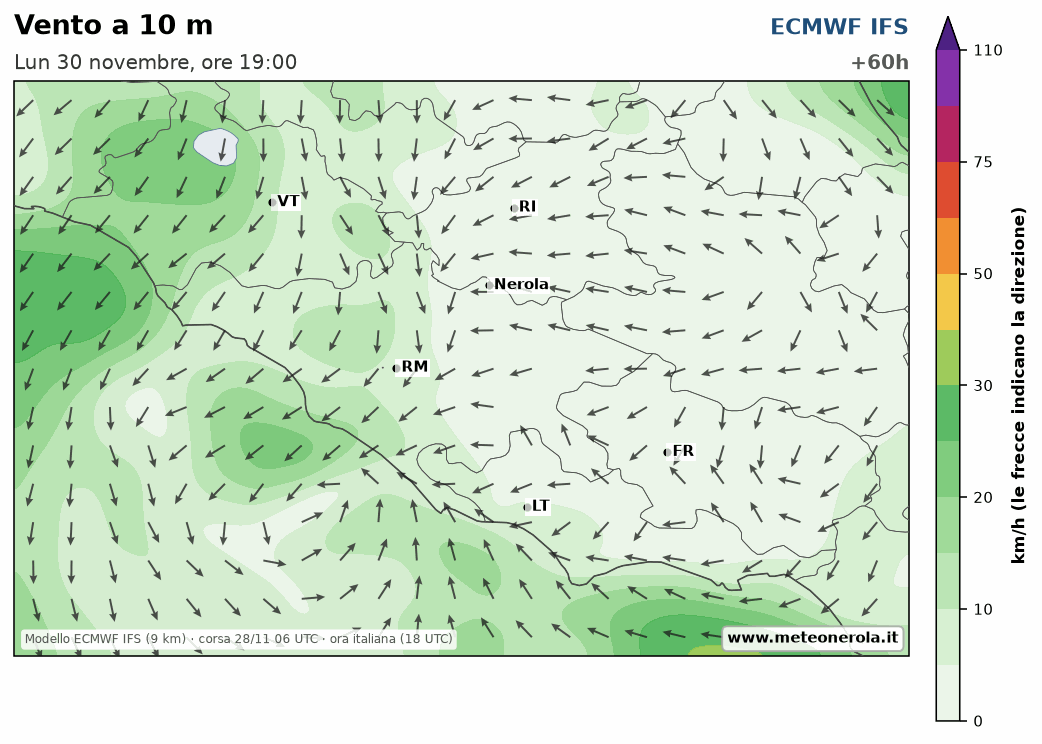 Vento a 10 m
ECMWF IFS
Lun 30 novembre, ore 19:00
+60h
110
75
50
30
20
10
0
km/h (le frecce indicano la direzione)
VT
RI
Nerola
RM
FR
LT
Modello ECMWF IFS (9 km) · corsa 28/11 06 UTC · ora italiana (18 UTC)
www.meteonerola.it